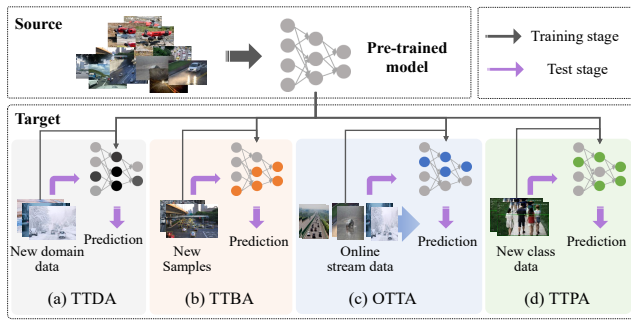 Source
Pre-trained
model
Training stage
Test stage
Target
New domain
data
Prediction
(a) TTDA
New
Samples
Prediction
(b) TTBA
Online
stream data
Prediction
(c) OTTA
New class
data
Prediction
(d) TTPA